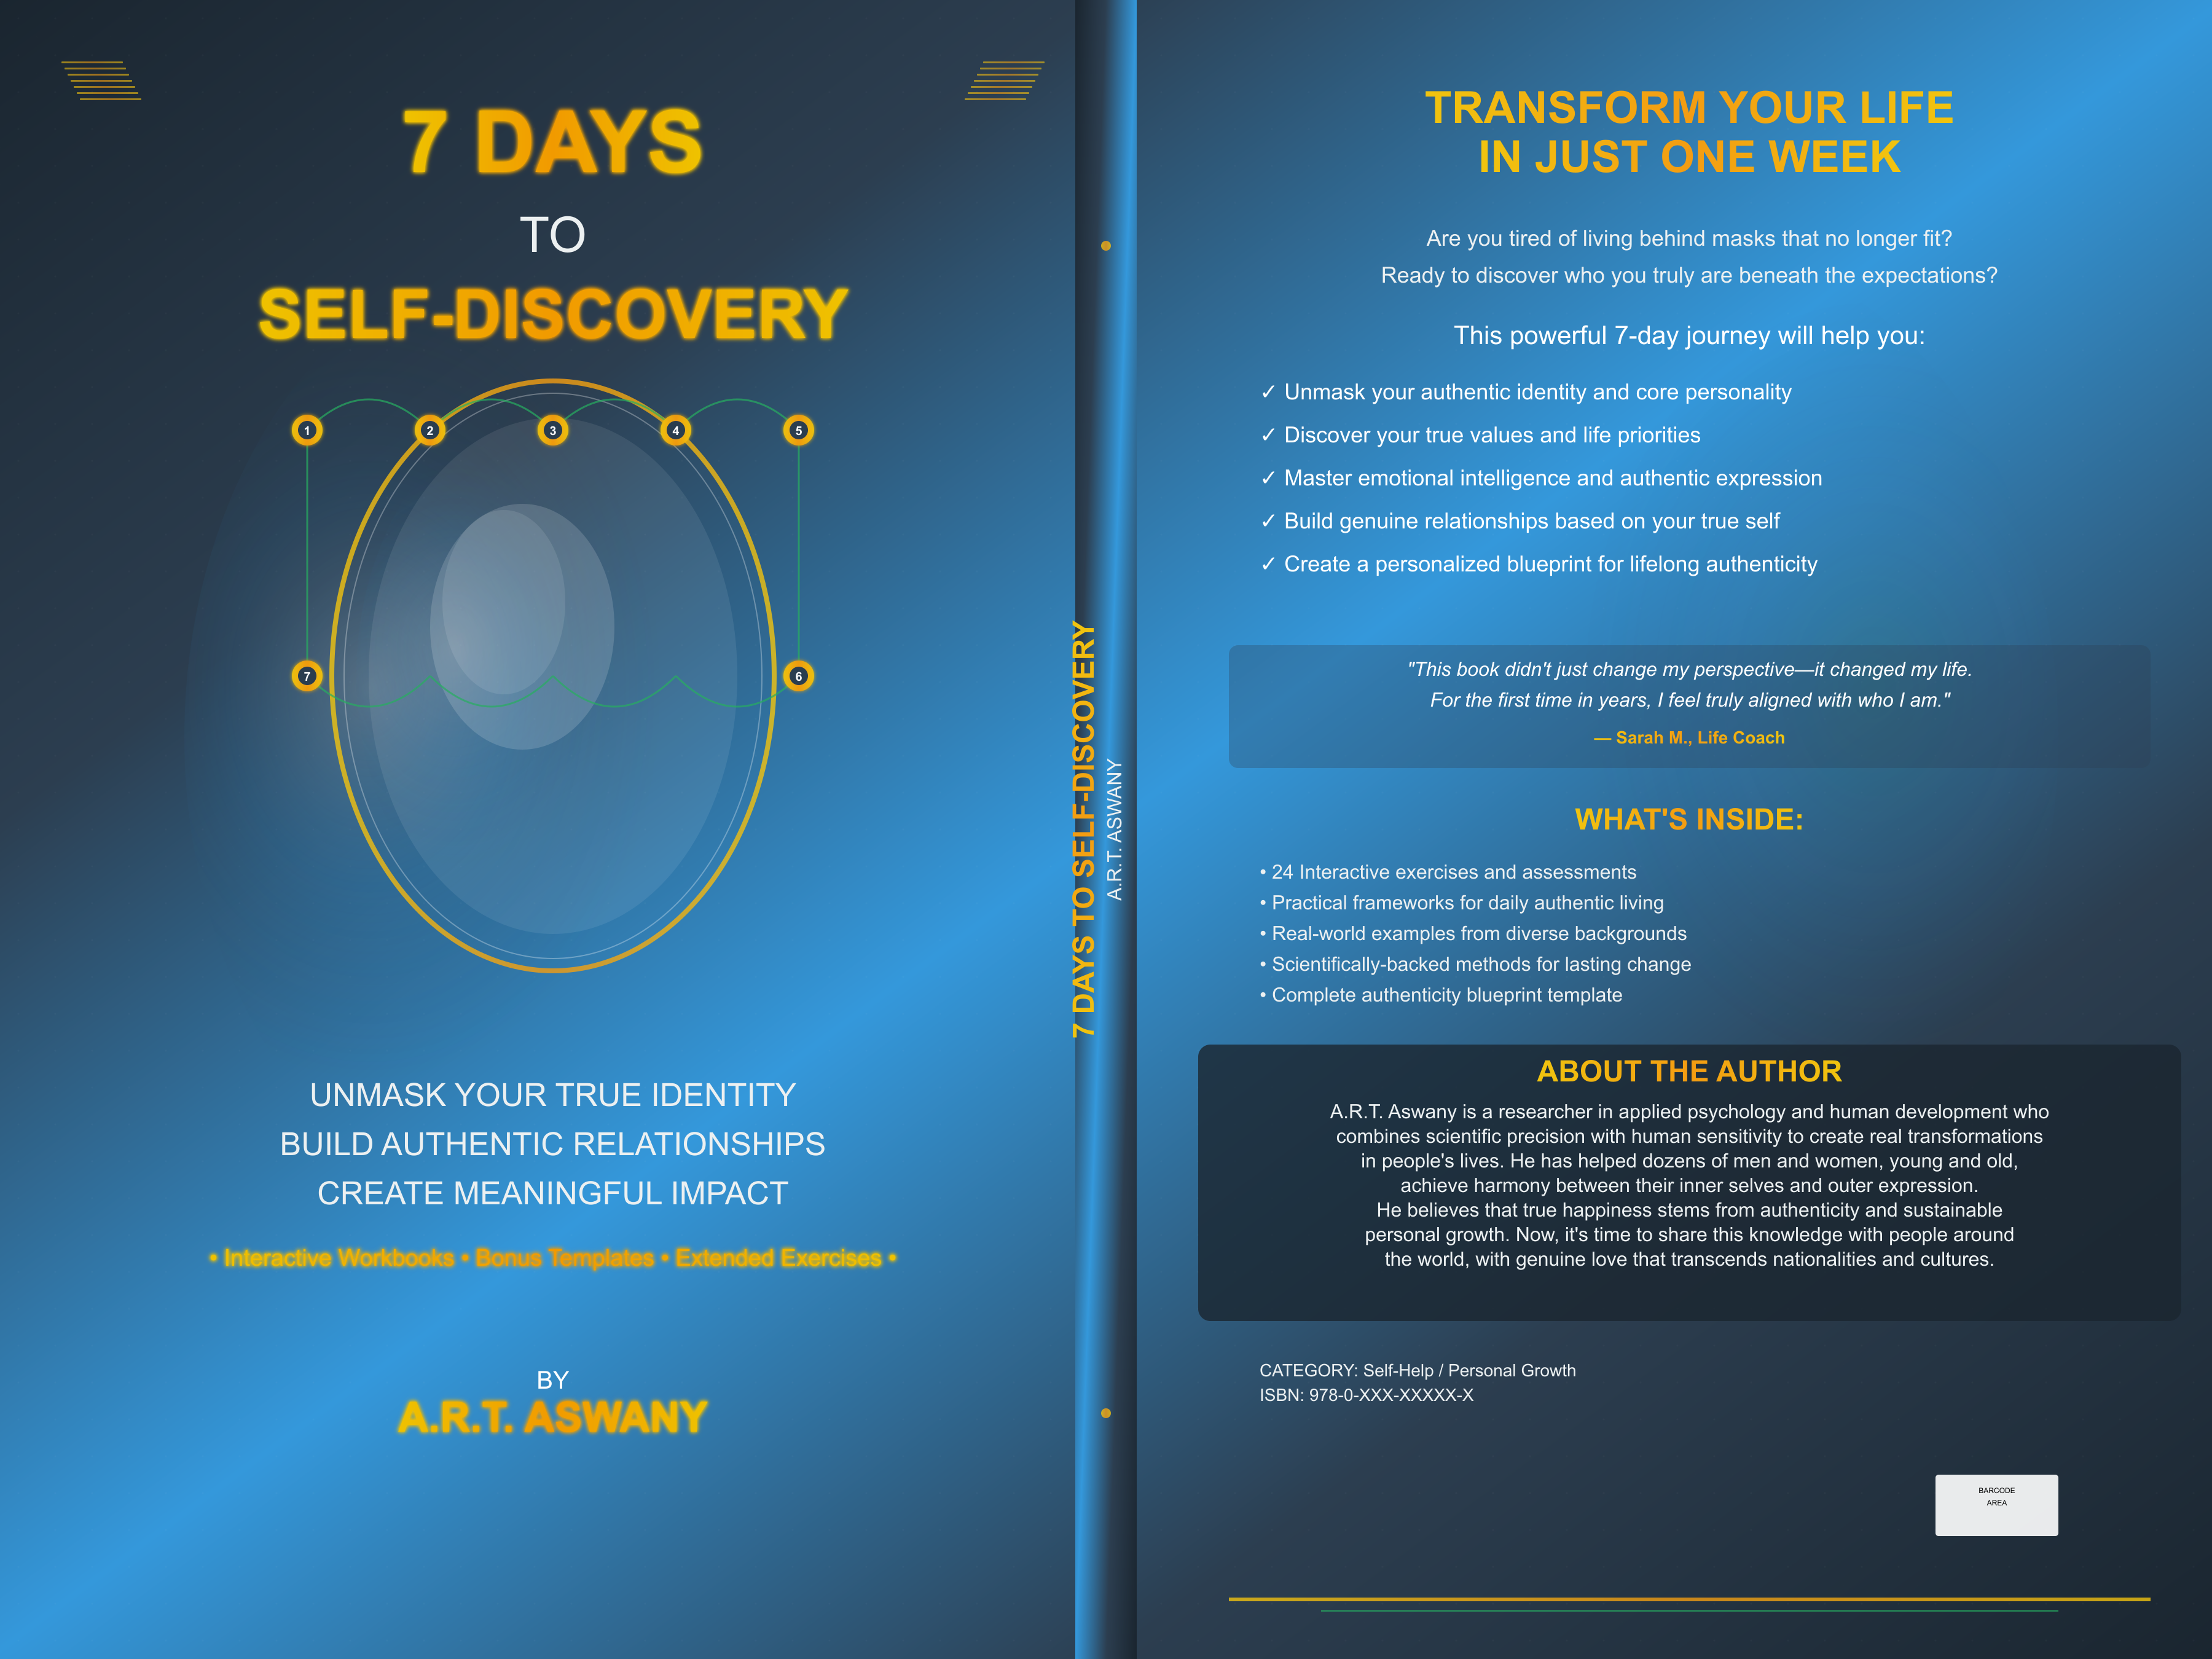 7 DAYS
TO
SELF-DISCOVERY
1 2 3 4 5
7 6
UNMASK YOUR TRUE IDENTITY
BUILD AUTHENTIC RELATIONSHIPS
CREATE MEANINGFUL IMPACT
• Interactive Workbooks • Bonus Templates • Extended Exercises •
BY
A.R.T. ASWANY
7 DAYS TO SELF-DISCOVERY
A.R.T. ASWANY
TRANSFORM YOUR LIFE
IN JUST ONE WEEK
Are you tired of living behind masks that no longer fit?
Ready to discover who you truly are beneath the expectations?
This powerful 7-day journey will help you:
✓ Unmask your authentic identity and core personality
✓ Discover your true values and life priorities
✓ Master emotional intelligence and authentic expression
✓ Build genuine relationships based on your true self
✓ Create a personalized blueprint for lifelong authenticity
"This book didn't just change my perspective—it changed my life.
For the first time in years, I feel truly aligned with who I am."
— Sarah M., Life Coach
WHAT'S INSIDE:
• 24 Interactive exercises and assessments
• Practical frameworks for daily authentic living
• Real-world examples from diverse backgrounds
• Scientifically-backed methods for lasting change
• Complete authenticity blueprint template
ABOUT THE AUTHOR
A.R.T. Aswany is a researcher in applied psychology and human development who
combines scientific precision with human sensitivity to create real transformations
in people's lives. He has helped dozens of men and women, young and old,
achieve harmony between their inner selves and outer expression.
He believes that true happiness stems from authenticity and sustainable
personal growth. Now, it's time to share this knowledge with people around
the world, with genuine love that transcends nationalities and cultures.
CATEGORY: Self-Help / Personal Growth
ISBN: 978-0-XXX-XXXXX-X
BARCODE
AREA